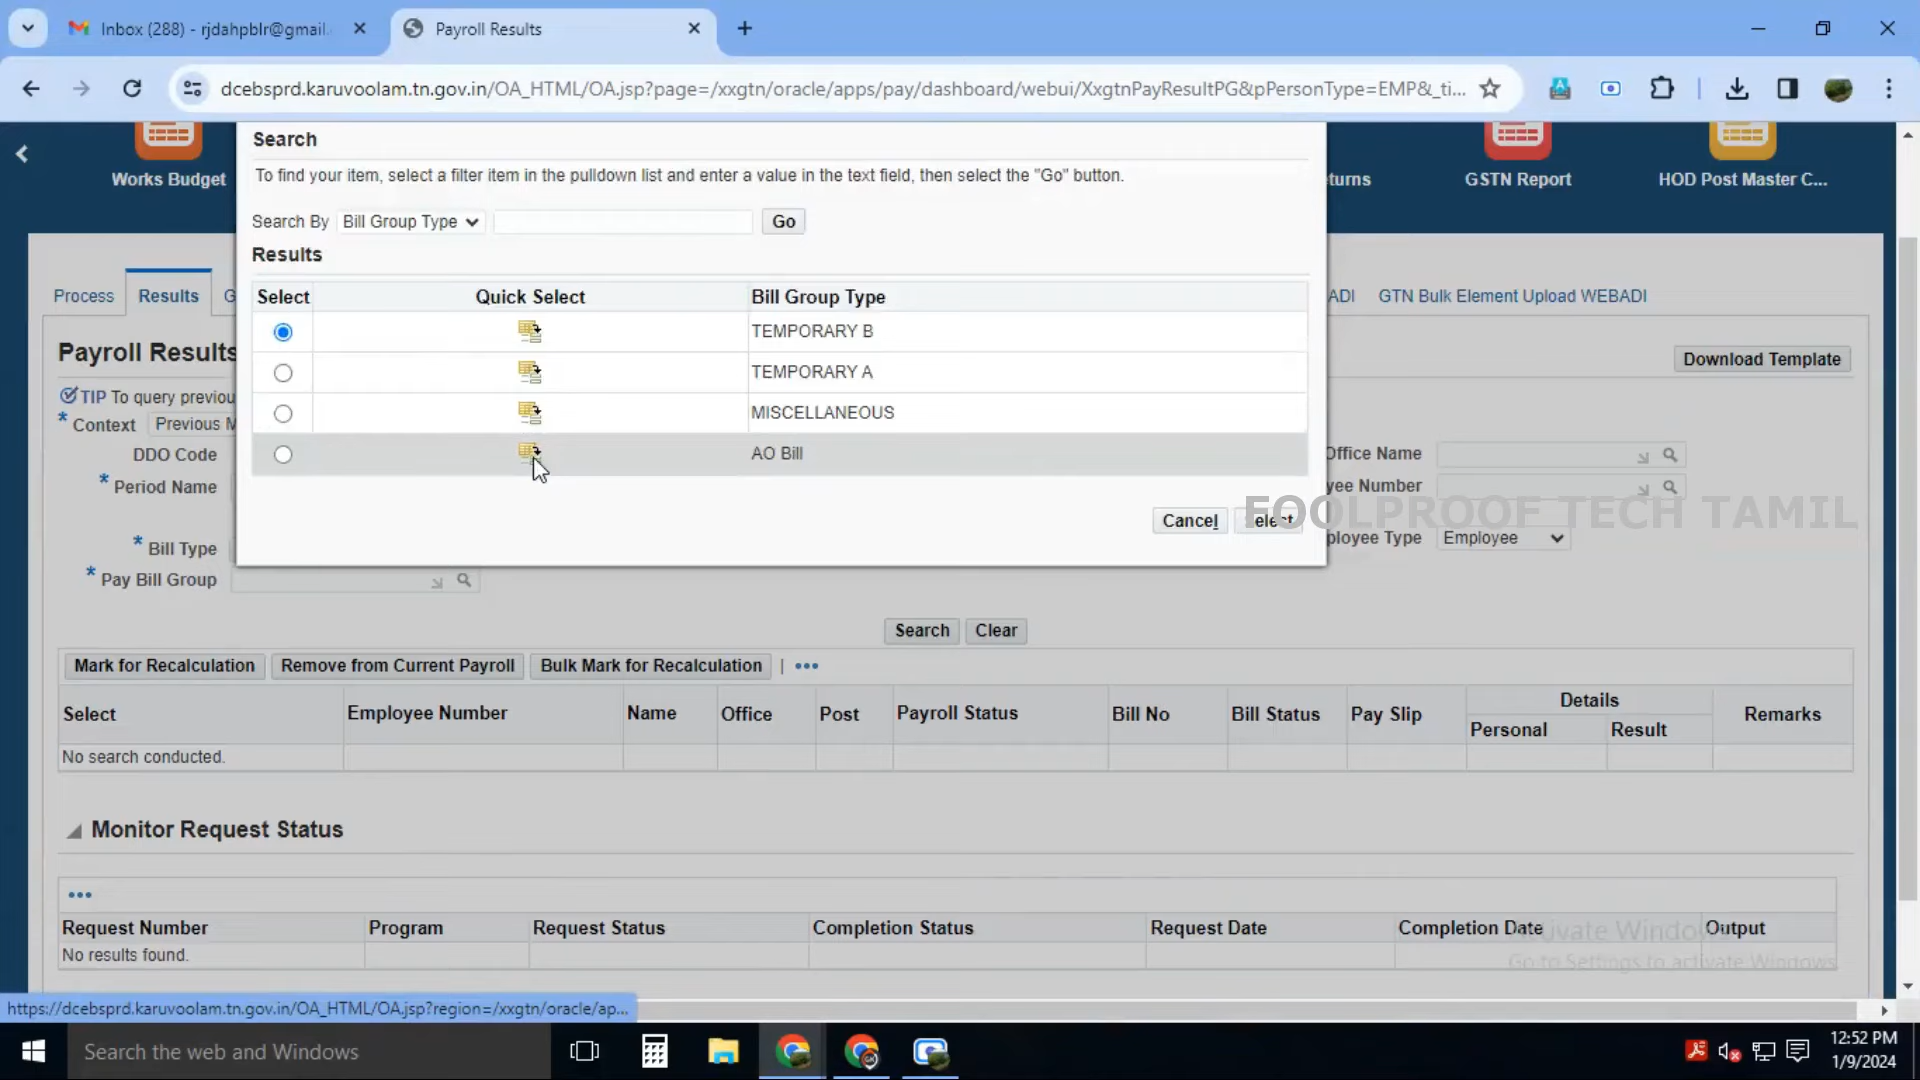 Inbox (288) - rjdahpblr@gmail.
Payroll Results
dcebsprd.karuvoolam.tn.gov.in/OA_HTML/OA.jsp?page=/xxgtn/oracle/apps/pay/dashboard/webui/XxgtnPayResultPG&pPersonType=EMP&_ti...
Works Budget
turns
GSTN Report
HOD Post Master C...
Search
To find your item, select a filter item in the pulldown list and enter a value in the text field, then select the "Go" button.
Search By Bill Group Type Go
Results
Select Quick Select Bill Group Type
TEMPORARY B
TEMPORARY A
MISCELLANEOUS
AO Bill
Cancel Select
Process Results G
ADI GTN Bulk Element Upload WEBADI
Payroll Results
Download Template
TIP To query previou
* Context Previous M
DDO Code
Office Name
* Period Name
yee Number
FOOLPROOF TECH TAMIL
* Bill Type
ployee Type Employee
* Pay Bill Group
Search Clear
Mark for Recalculation Remove from Current Payroll Bulk Mark for Recalculation | •••
Select Employee Number Name Office Post Payroll Status Bill No Bill Status Pay Slip Details Remarks
Personal Result
No search conducted.
Monitor Request Status
•••
Request Number Program Request Status Completion Status Request Date Completion Date Output
No results found.
Activate Windows
Go to Settings to activate Windows.
https://dcebsprd.karuvoolam.tn.gov.in/OA_HTML/OA.jsp?region=/xxgtn/oracle/ap...
Search the web and Windows
12:52 PM
1/9/2024